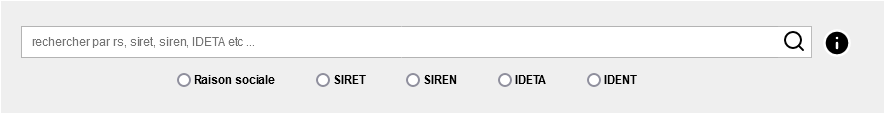 rechercher par rs, siret, siren, IDETA etc ...
Raison sociale SIRET SIREN IDETA IDENT